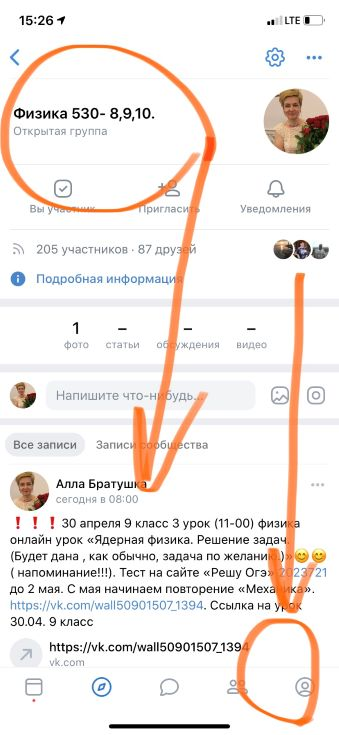 15:26
LTE
Физика 530- 8,9,10.
Открытая группа
Вы участник
Пригласить
Уведомления
205 участников · 87 друзей
Подробная информация
1 – – –
фото статьи обсуждения видео
Напишите что-нибудь...
Все записи Записи сообщества
Алла Братушка
сегодня в 08:00
❗❗❗ 30 апреля 9 класс 3 урок (11-00) физика
онлайн урок «Ядерная физика. Решение задач.
(Будет дана , как обычно, задача по желанию.)»😊😊
( напоминание!!!). Тест на сайте «Решу Огэ» 2023721
до 2 мая. С мая начинаем повторение «Механика».
https://vk.com/wall50901507_1394. Ссылка на урок
30.04. 9 класс
https://vk.com/wall50901507_1394
vk.com